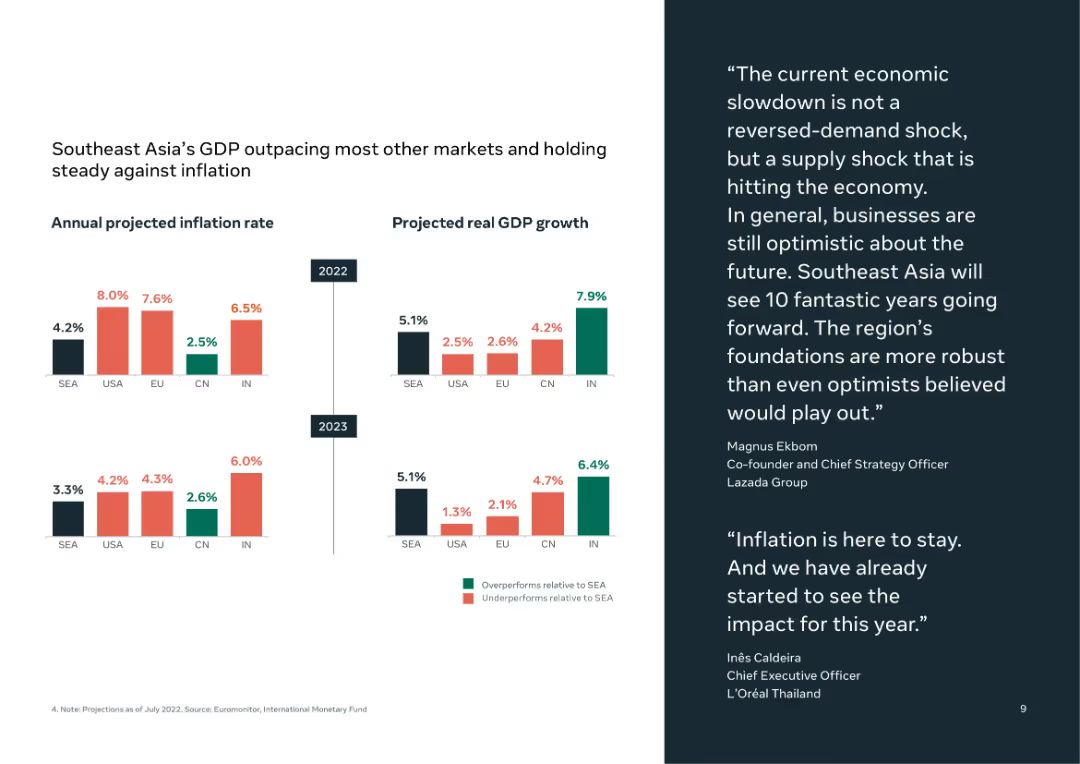 Southeast Asia's GDP outpacing most other markets and holding
steady against inflation
Annual projected inflation rate
Projected real GDP growth
2022
4.2%
8.0%
7.6%
2.5%
6.5%
SEA
USA
EU
CN
IN
5.1%
2.5%
2.6%
4.2%
7.9%
SEA
USA
EU
CN
IN
2023
3.3%
4.2%
4.3%
2.6%
6.0%
SEA
USA
EU
CN
IN
5.1%
1.3%
2.1%
4.7%
6.4%
SEA
USA
EU
CN
IN
Overperforms relative to SEA
Underperforms relative to SEA
4. Note: Projections as of July 2022. Source: Euromonitor, International Monetary Fund
“The current economic
slowdown is not a
reversed-demand shock,
but a supply shock that is
hitting the economy.
In general, businesses are
still optimistic about the
future. Southeast Asia will
see 10 fantastic years going
forward. The region's
foundations are more robust
than even optimists believed
would play out.”
Magnus Ekbom
Co-founder and Chief Strategy Officer
Lazada Group
“Inflation is here to stay.
And we have already
started to see the
impact for this year.”
Inês Caldeira
Chief Executive Officer
L'Oréal Thailand
9